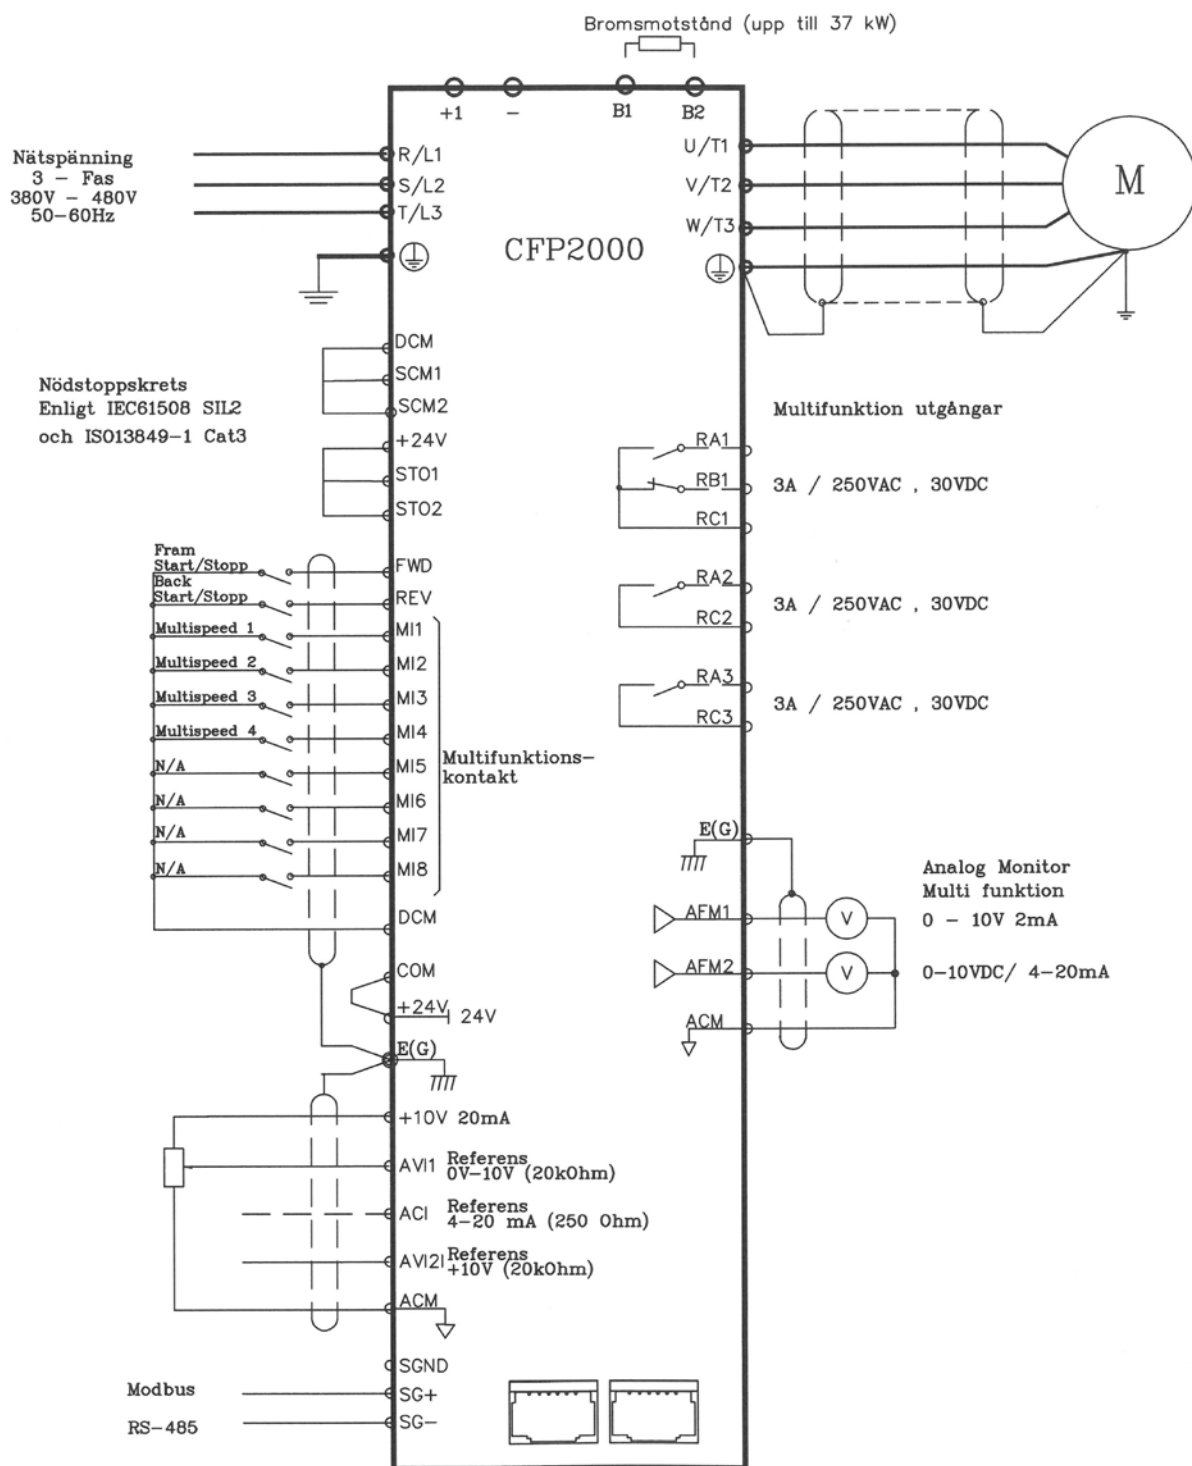 Bromsmotstånd (upp till 37 kW)
+1
-
B1
B2
Nätspänning
3 - Fas
380V - 480V
50-60Hz
R/L1
S/L2
T/L3
CFP2000
U/T1
V/T2
W/T3
M
Nödstoppskrets
Enligt IEC61508 SIL2
och ISO13849-1 Cat3
DCM
SCM1
SCM2
+24V
STO1
STO2
Multifunktion utgångar
RA1
RB1
RC1
3A / 250VAC , 30VDC
RA2
RC2
3A / 250VAC , 30VDC
RA3
RC3
3A / 250VAC , 30VDC
Fram
Start/Stopp
FWD
Back
Start/Stopp
REV
Multispeed 1
MI1
Multispeed 2
MI2
Multispeed 3
MI3
Multispeed 4
MI4
N/A
MI5
N/A
MI6
N/A
MI7
N/A
MI8
Multifunktions-
kontakt
DCM
COM
+24V
24V
E(G)
E(G)
AFM1
V
AFM2
V
ACM
Analog Monitor
Multi funktion
0 - 10V 2mA
0-10VDC/ 4-20mA
+10V 20mA
AVI1
Referens
0V-10V (20kOhm)
ACI
Referens
4-20 mA (250 Ohm)
AVI2I
Referens
+10V (20kOhm)
ACM
SGND
Modbus
SG+
RS-485
SG-